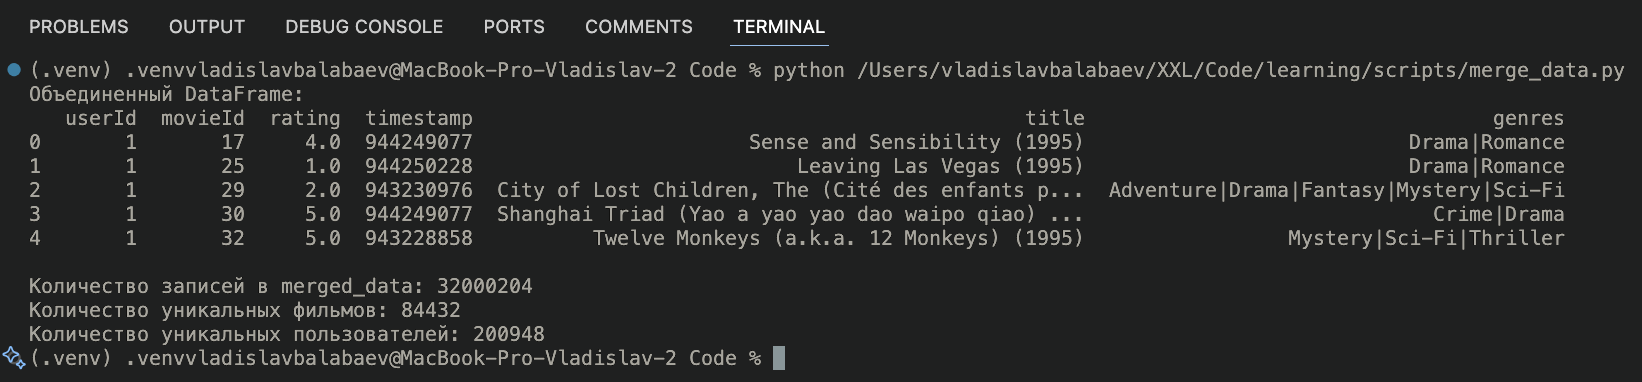 PROBLEMS OUTPUT DEBUG CONSOLE PORTS COMMENTS TERMINAL
(.venv) .venvvladislavbalabaev@MacBook-Pro-Vladislav-2 Code % python /Users/vladislavbalabaev/XXL/Code/learning/scripts/merge_data.py
Объединенный DataFrame:
userId movieId rating timestamp title genres
0 1 17 4.0 944249077 Sense and Sensibility (1995) Drama|Romance
1 1 25 1.0 944250228 Leaving Las Vegas (1995) Drama|Romance
2 1 29 2.0 943230976 City of Lost Children, The (Cité des enfants p... Adventure|Drama|Fantasy|Mystery|Sci-Fi
3 1 30 5.0 944249077 Shanghai Triad (Yao a yao yao dao waipo qiao) ... Crime|Drama
4 1 32 5.0 943228858 Twelve Monkeys (a.k.a. 12 Monkeys) (1995) Mystery|Sci-Fi|Thriller
Количество записей в merged_data: 32000204
Количество уникальных фильмов: 84432
Количество уникальных пользователей: 200948
(.venv) .venvvladislavbalabaev@MacBook-Pro-Vladislav-2 Code %